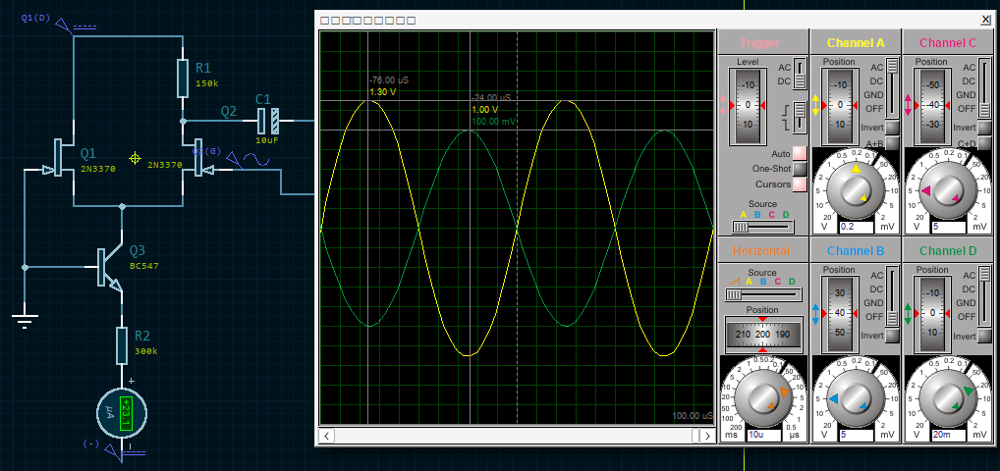 Q1(D)
R1
150k
Q2
C1
10uF
Q1
2N3370
2N3370
Q3
BC547
R2
300k
+
+23.1
µA
(-)
X
-76.00 uS
1.30 V
-24.00 uS
1.00 V
100.00 mV
100.00 uS
Trigger
Level
AC
DC
-10
0
10
Auto
One-Shot
Cursors
Source
A B C D
Channel A
Position
AC
DC
GND
OFF
-10
0
10
Invert
A+B
V 0.2 mV
Channel C
Position
AC
DC
GND
OFF
-50
-40
-30
Invert
C+D
V 5 mV
Horizontal
Source
A B C D
Position
210 200 190
ms 10u µs
Channel B
Position
AC
DC
GND
OFF
30
40
50
Invert
V 5 mV
Channel D
Position
AC
DC
GND
OFF
-10
0
10
Invert
V 20m mV